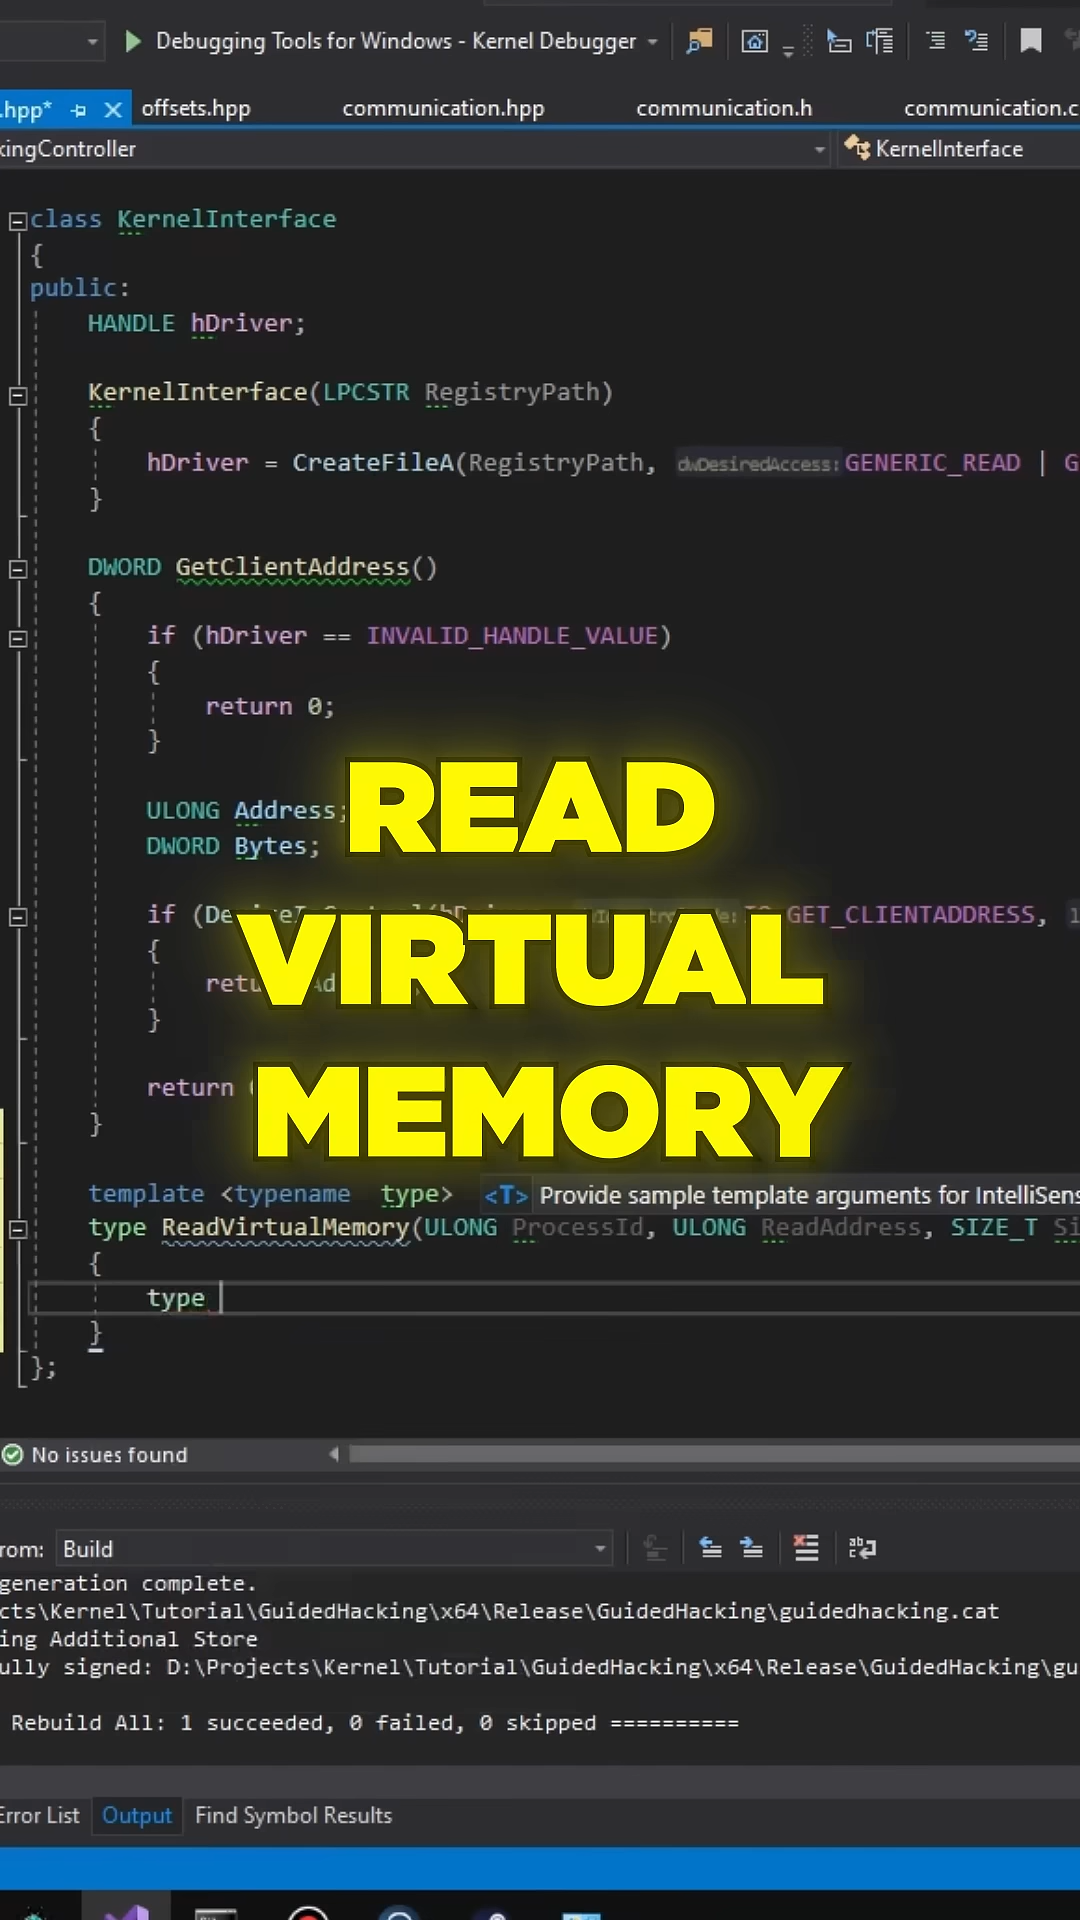 Debugging Tools for Windows - Kernel Debugger
.hpp* offsets.hpp communication.hpp communication.h communication.c
kingController KernelInterface
class KernelInterface
{
public:
HANDLE hDriver;
KernelInterface(LPCSTR RegistryPath)
{
hDriver = CreateFileA(RegistryPath, dwDesiredAccess: GENERIC_READ | G
}
DWORD GetClientAddress()
{
if (hDriver == INVALID_HANDLE_VALUE)
{
return 0;
}
ULONG Address;
DWORD Bytes;
READ
if (De GET_CLIENTADDRESS,
VIRTUAL
{
retu
}
return
MEMORY
}
template <typename type> <T> Provide sample template arguments for IntelliSens
type ReadVirtualMemory(ULONG ProcessId, ULONG ReadAddress, SIZE_T Si
{
type
}
};
No issues found
rom: Build
generation complete.
cts\Kernel\Tutorial\GuidedHacking\x64\Release\GuidedHacking\guidedhacking.cat
ing Additional Store
ully signed: D:\Projects\Kernel\Tutorial\GuidedHacking\x64\Release\GuidedHacking\gu
Rebuild All: 1 succeeded, 0 failed, 0 skipped ==========
Error List Output Find Symbol Results